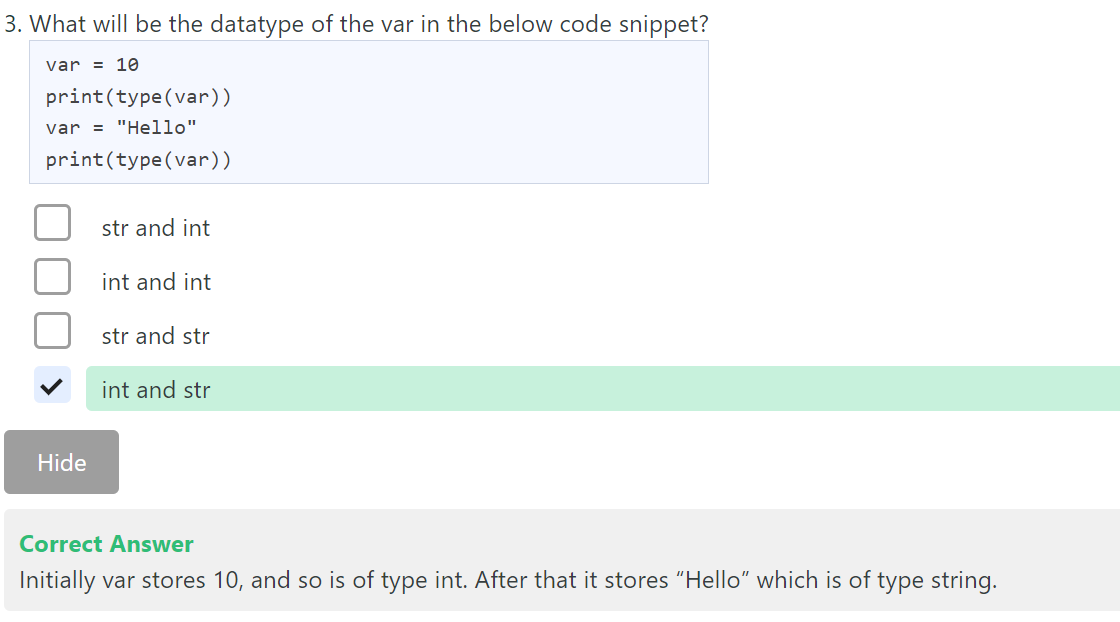 3. What will be the datatype of the var in the below code snippet?
var = 10
print(type(var))
var = "Hello"
print(type(var))
str and int
int and int
str and str
int and str
Hide
Correct Answer
Initially var stores 10, and so is of type int. After that it stores “Hello” which is of type string.